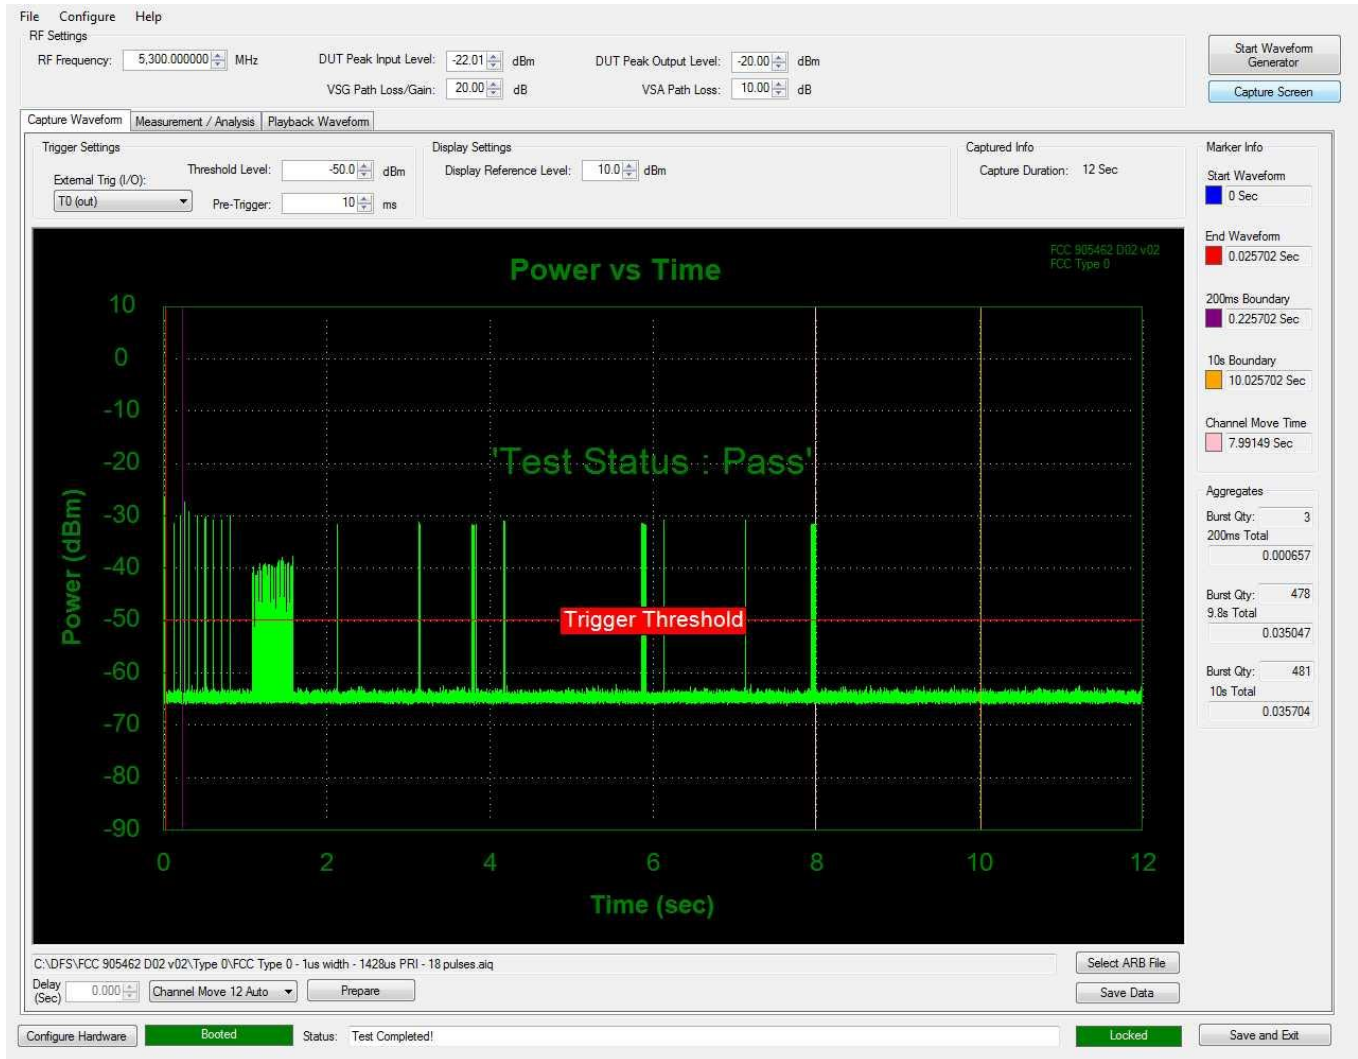 File Configure Help
RF Settings
RF Frequency: 5,300.000000 MHz DUT Peak Input Level: -22.01 dBm DUT Peak Output Level: -20.00 dBm
VSG Path Loss/Gain: 20.00 dB VSA Path Loss: 10.00 dB
Start Waveform
Generator
Capture Screen
Capture Waveform Measurement / Analysis Playback Waveform
Trigger Settings
External Trig (I/O):
T0 (out)
Threshold Level: -50.0 dBm
Pre-Trigger: 10 ms
Display Settings
Display Reference Level: 10.0 dBm
Captured Info
Capture Duration: 12 Sec
Marker Info
Start Waveform
0 Sec
End Waveform
0.025702 Sec
200ms Boundary
0.225702 Sec
10s Boundary
10.025702 Sec
Channel Move Time
7.99149 Sec
Aggregates
Burst Qty: 3
200ms Total
0.000657
Burst Qty: 478
9.8s Total
0.035047
Burst Qty: 481
10s Total
0.035704
FCC 905462 D02 v02
FCC Type 0
Power vs Time
'Test Status : Pass'
Trigger Threshold
Power (dBm)
10
0
-10
-20
-30
-40
-50
-60
-70
-80
-90
0 2 4 6 8 10 12
Time (sec)
C:\DFS\FCC 905462 D02 v02\Type 0\FCC Type 0 - 1us width - 1428us PRI - 18 pulses.aiq
Select ARB File
Delay
(Sec)
0.000 Channel Move 12 Auto Prepare
Save Data
Configure Hardware Booted Status: Test Completed! Locked Save and Exit